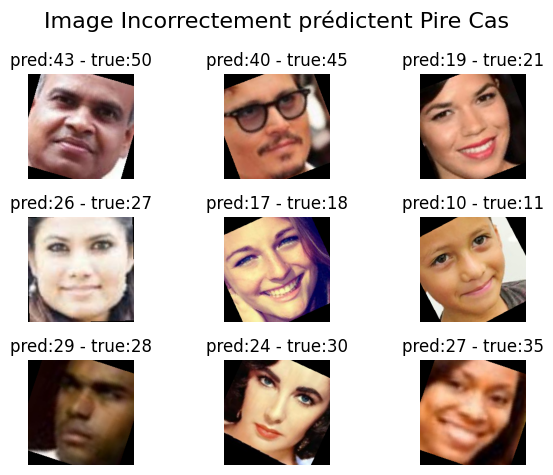 Image Incorrectement prédictent Pire Cas
pred:43 - true:50
pred:40 - true:45
pred:19 - true:21
pred:26 - true:27
pred:17 - true:18
pred:10 - true:11
pred:29 - true:28
pred:24 - true:30
pred:27 - true:35